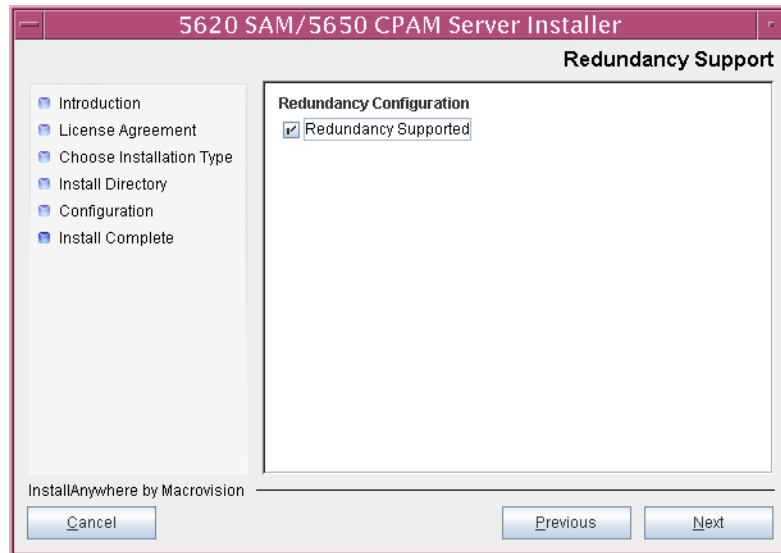 5620 SAM/5650 CPAM Server Installer
Redundancy Support
Introduction
License Agreement
Choose Installation Type
Install Directory
Configuration
Install Complete
Redundancy Configuration
Redundancy Supported
InstallAnywhere by Macrovision
Cancel
Previous
Next